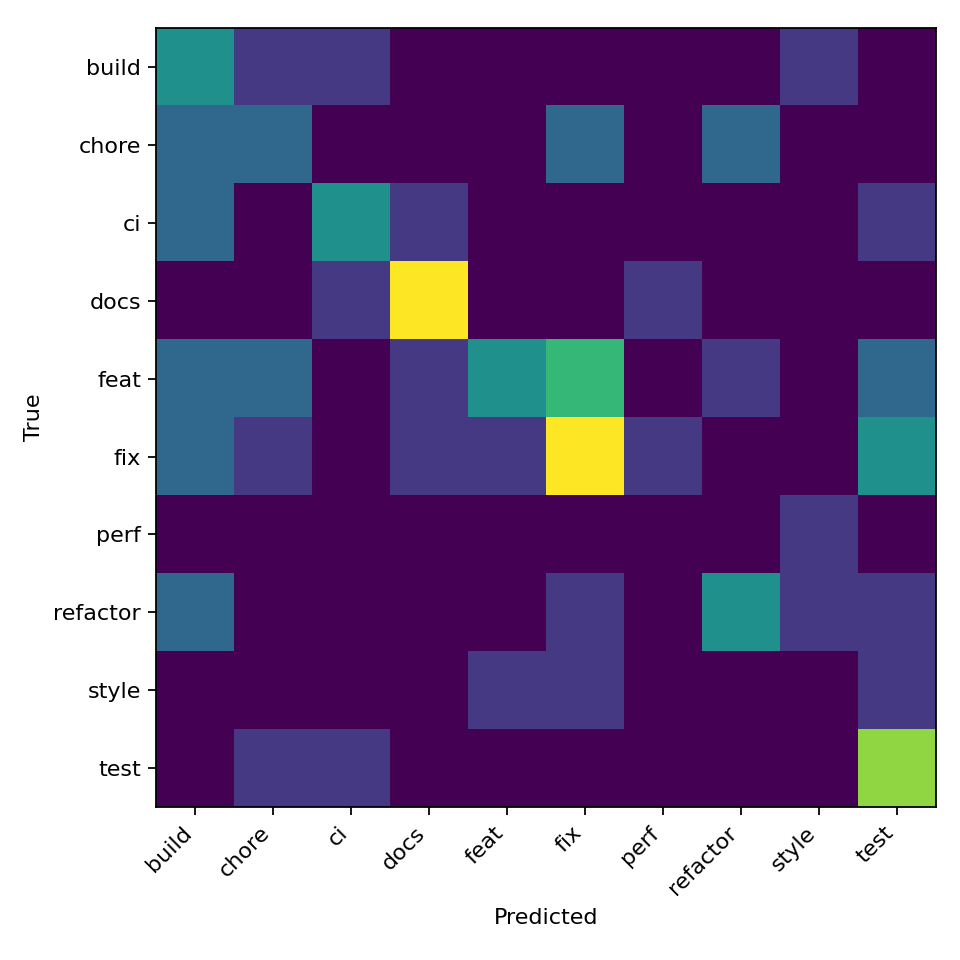 build
chore
ci
docs
feat
fix
perf
refactor
style
test
True
build
chore
ci
docs
feat
fix
perf
refactor
style
test
Predicted